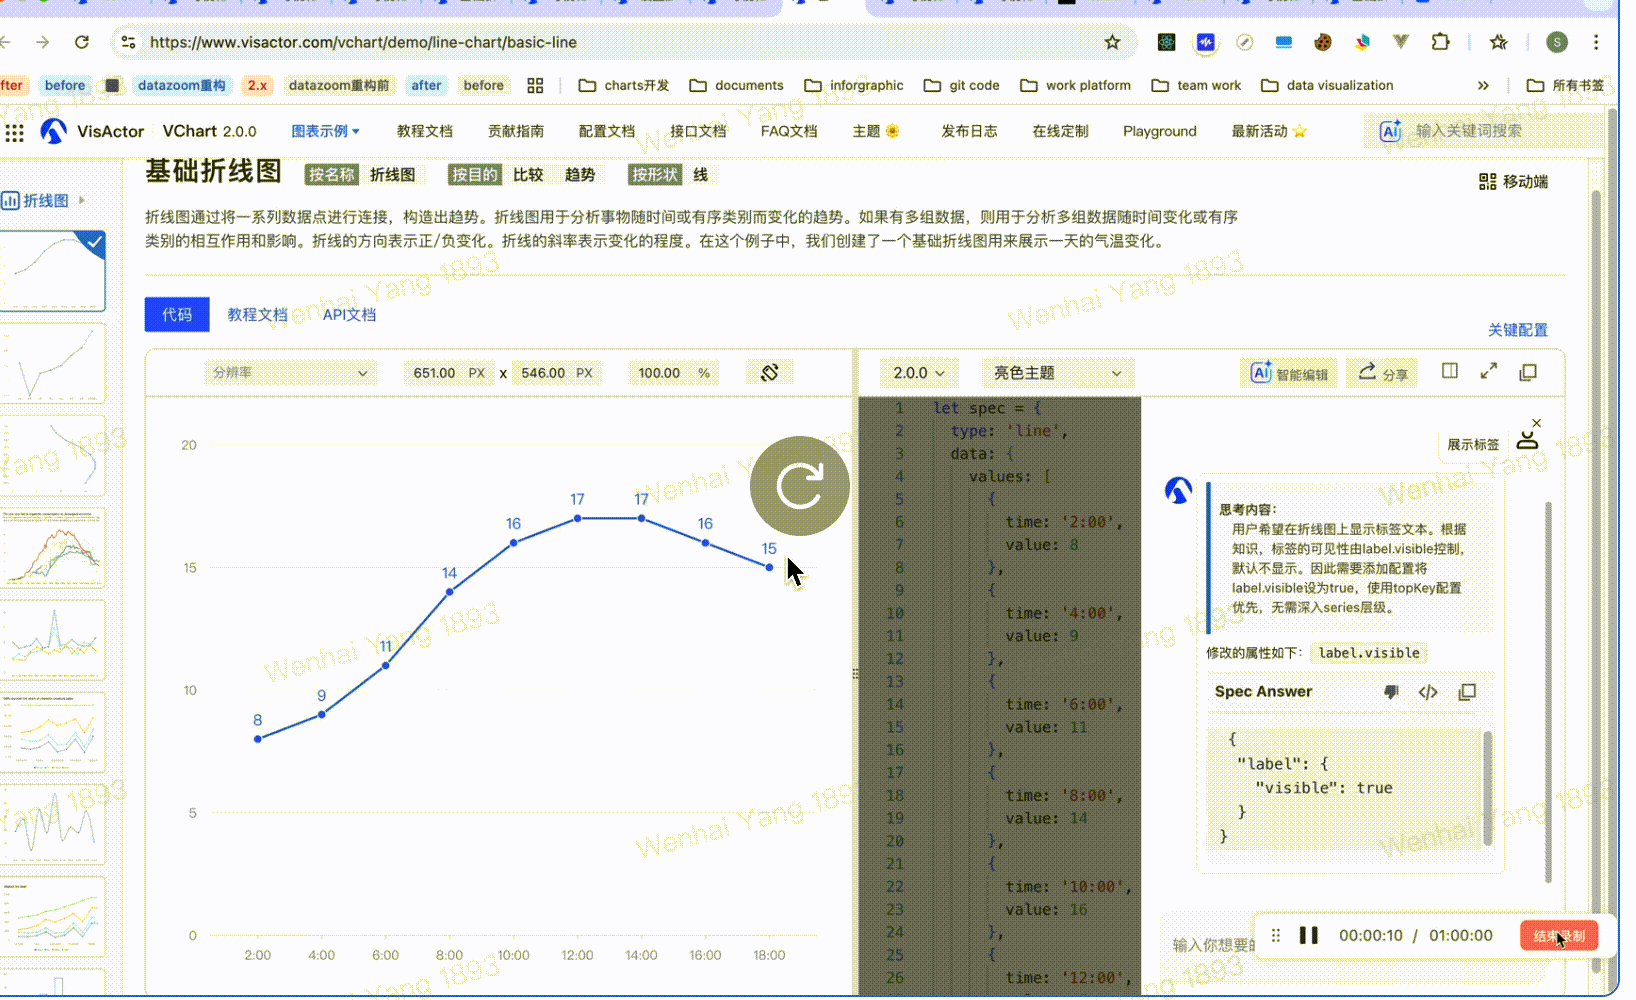 https://www.visactor.com/vchart/demo/line-chart/basic-line
S
fter before datazoom重构 2.x datazoom重构前 after before charts开发 documents inforgraphic git code work platform team work data visualization » 所有书签
VisActor VChart 2.0.0 图表示例 教程文档 贡献指南 配置文档 接口文档 FAQ文档 主题 发布日志 在线定制 Playground 最新活动 Ai 输入关键词搜索
基础折线图 按名称 折线图 按目的 比较 趋势 按形状 线
移动端
折线图
折线图通过将一系列数据点进行连接，构造出趋势。折线图用于分析事物随时间或有序类别而变化的趋势。如果有多组数据，则用于分析多组数据随时间变化或有序
类别的相互作用和影响。折线的方向表示正/负变化。折线的斜率表示变化的程度。在这个例子中，我们创建了一个基础折线图用来展示一天的气温变化。
代码 教程文档 API文档
关键配置
分辨率 651.00 PX x 546.00 PX 100.00 %
2.0.0 亮色主题 Ai 智能编辑 分享
20
15
10
5
0
8 9 11 14 16 17 17 16 15
2:00 4:00 6:00 8:00 10:00 12:00 14:00 16:00 18:00
1 let spec = {
2 type: 'line',
3 data: {
4 values: [
5 {
6 time: '2:00',
7 value: 8
8 },
9 {
10 time: '4:00',
11 value: 9
12 },
13 {
14 time: '6:00',
15 value: 11
16 },
17 {
18 time: '8:00',
19 value: 14
20 },
21 {
22 time: '10:00',
23 value: 16
24 },
25 {
26 time: '12:00',
展示标签
思考内容：
用户希望在折线图上显示标签文本。根据
知识，标签的可见性由label.visible控制，
默认不显示。因此需要添加配置将
label.visible设为true，使用topKey配置
优先，无需深入series层级。
修改的属性如下： label.visible
Spec Answer
{
"label": {
"visible": true
}
}
输入你想要的
00:00:10 / 01:00:00 结束录制
Wenhai Yang 1893